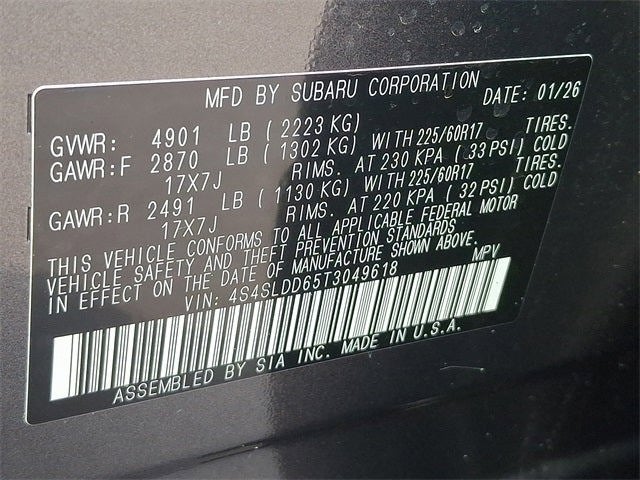 MFD BY SUBARU CORPORATION DATE: 01/26
GVWR: 4901 LB (2223 KG)
GAWR:F 2870 LB (1302 KG) WITH 225/60R17 TIRES.
17X7J RIMS. AT 230 KPA (33 PSI) COLD
GAWR:R 2491 LB (1130 KG) WITH 225/60R17 TIRES.
17X7J RIMS. AT 220 KPA (32 PSI) COLD
THIS VEHICLE CONFORMS TO ALL APPLICABLE FEDERAL MOTOR
VEHICLE SAFETY AND THEFT PREVENTION STANDARDS
IN EFFECT ON THE DATE OF MANUFACTURE SHOWN ABOVE.
VIN: 4S4SLDD65T3049618 MPV
ASSEMBLED BY SIA INC. MADE IN U.S.A.